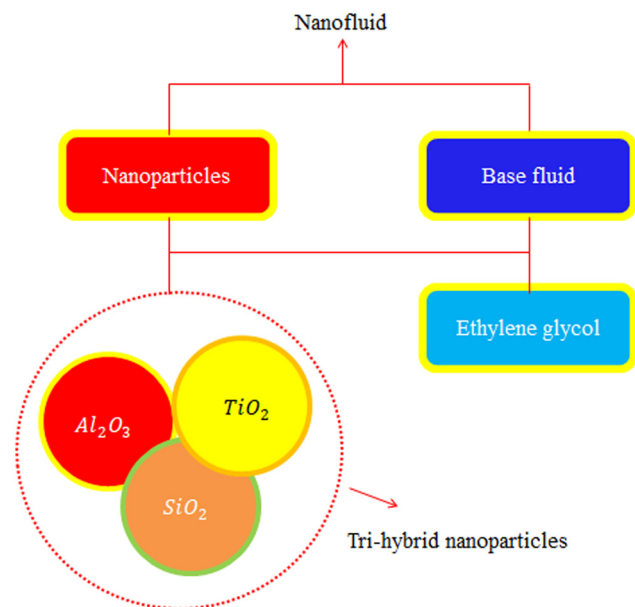 Nanofluid
Nanoparticles
Base fluid
Ethylene glycol
TiO₂
Al₂O₃
SiO₂
Tri-hybrid nanoparticles